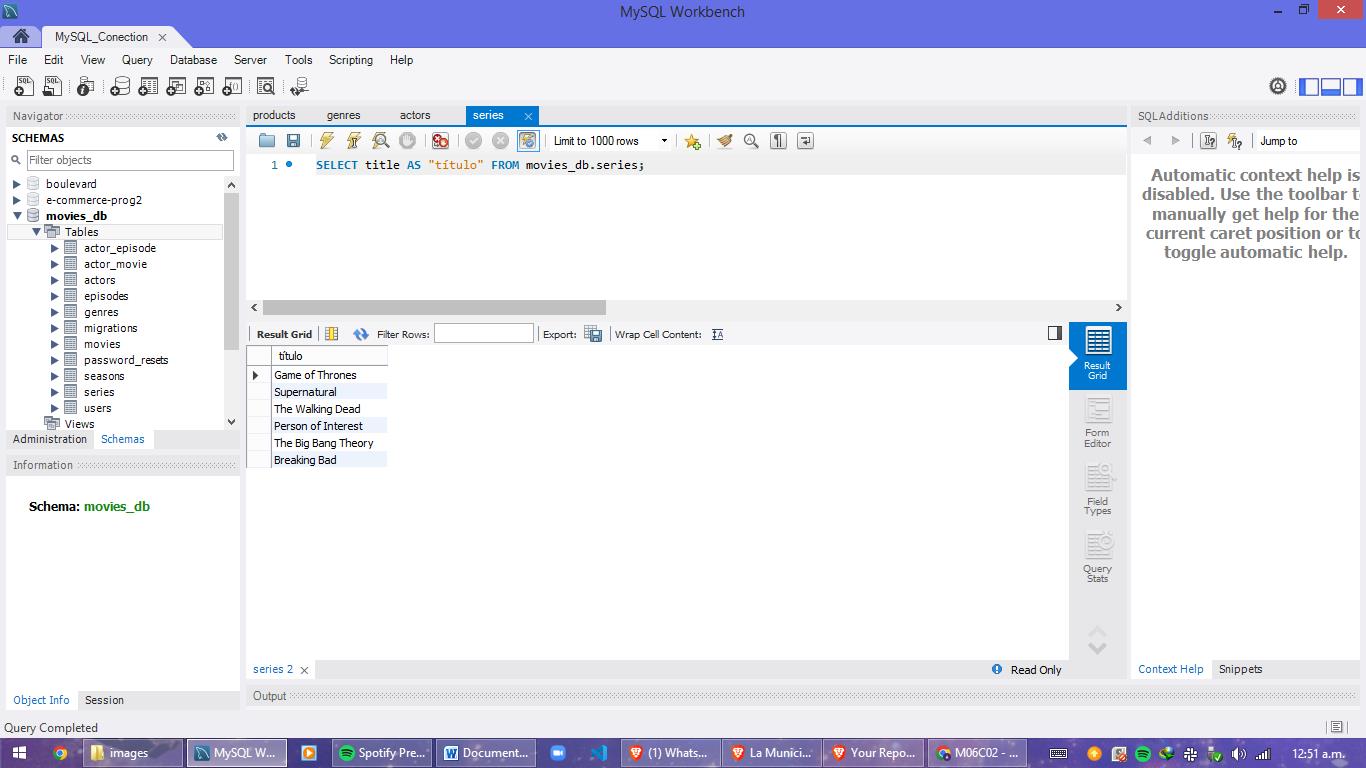 MySQL Workbench
MySQL_Conection
File Edit View Query Database Server Tools Scripting Help
Navigator
SCHEMAS
Filter objects
boulevard
e-commerce-prog2
movies_db
Tables
actor_episode
actor_movie
actors
episodes
genres
migrations
movies
password_resets
seasons
series
users
Views
Administration Schemas
Information
Schema: movies_db
Object Info Session
products genres actors series
Limit to 1000 rows
1 SELECT title AS "título" FROM movies_db.series;
Result Grid Filter Rows: Export: Wrap Cell Content:
título
Game of Thrones
Supernatural
The Walking Dead
Person of Interest
The Big Bang Theory
Breaking Bad
Result
Grid
Form
Editor
Field
Types
Query
Stats
series 2 Read Only
Output
SQLAdditions
Jump to
Automatic context help is
disabled. Use the toolbar t
manually get help for the
current caret position or to
toggle automatic help.
Context Help Snippets
Query Completed
images MySQL W... Spotify Pre... Document... (1) Whats... La Munici... Your Repo... M06C02 - ... 12:51 a.m.